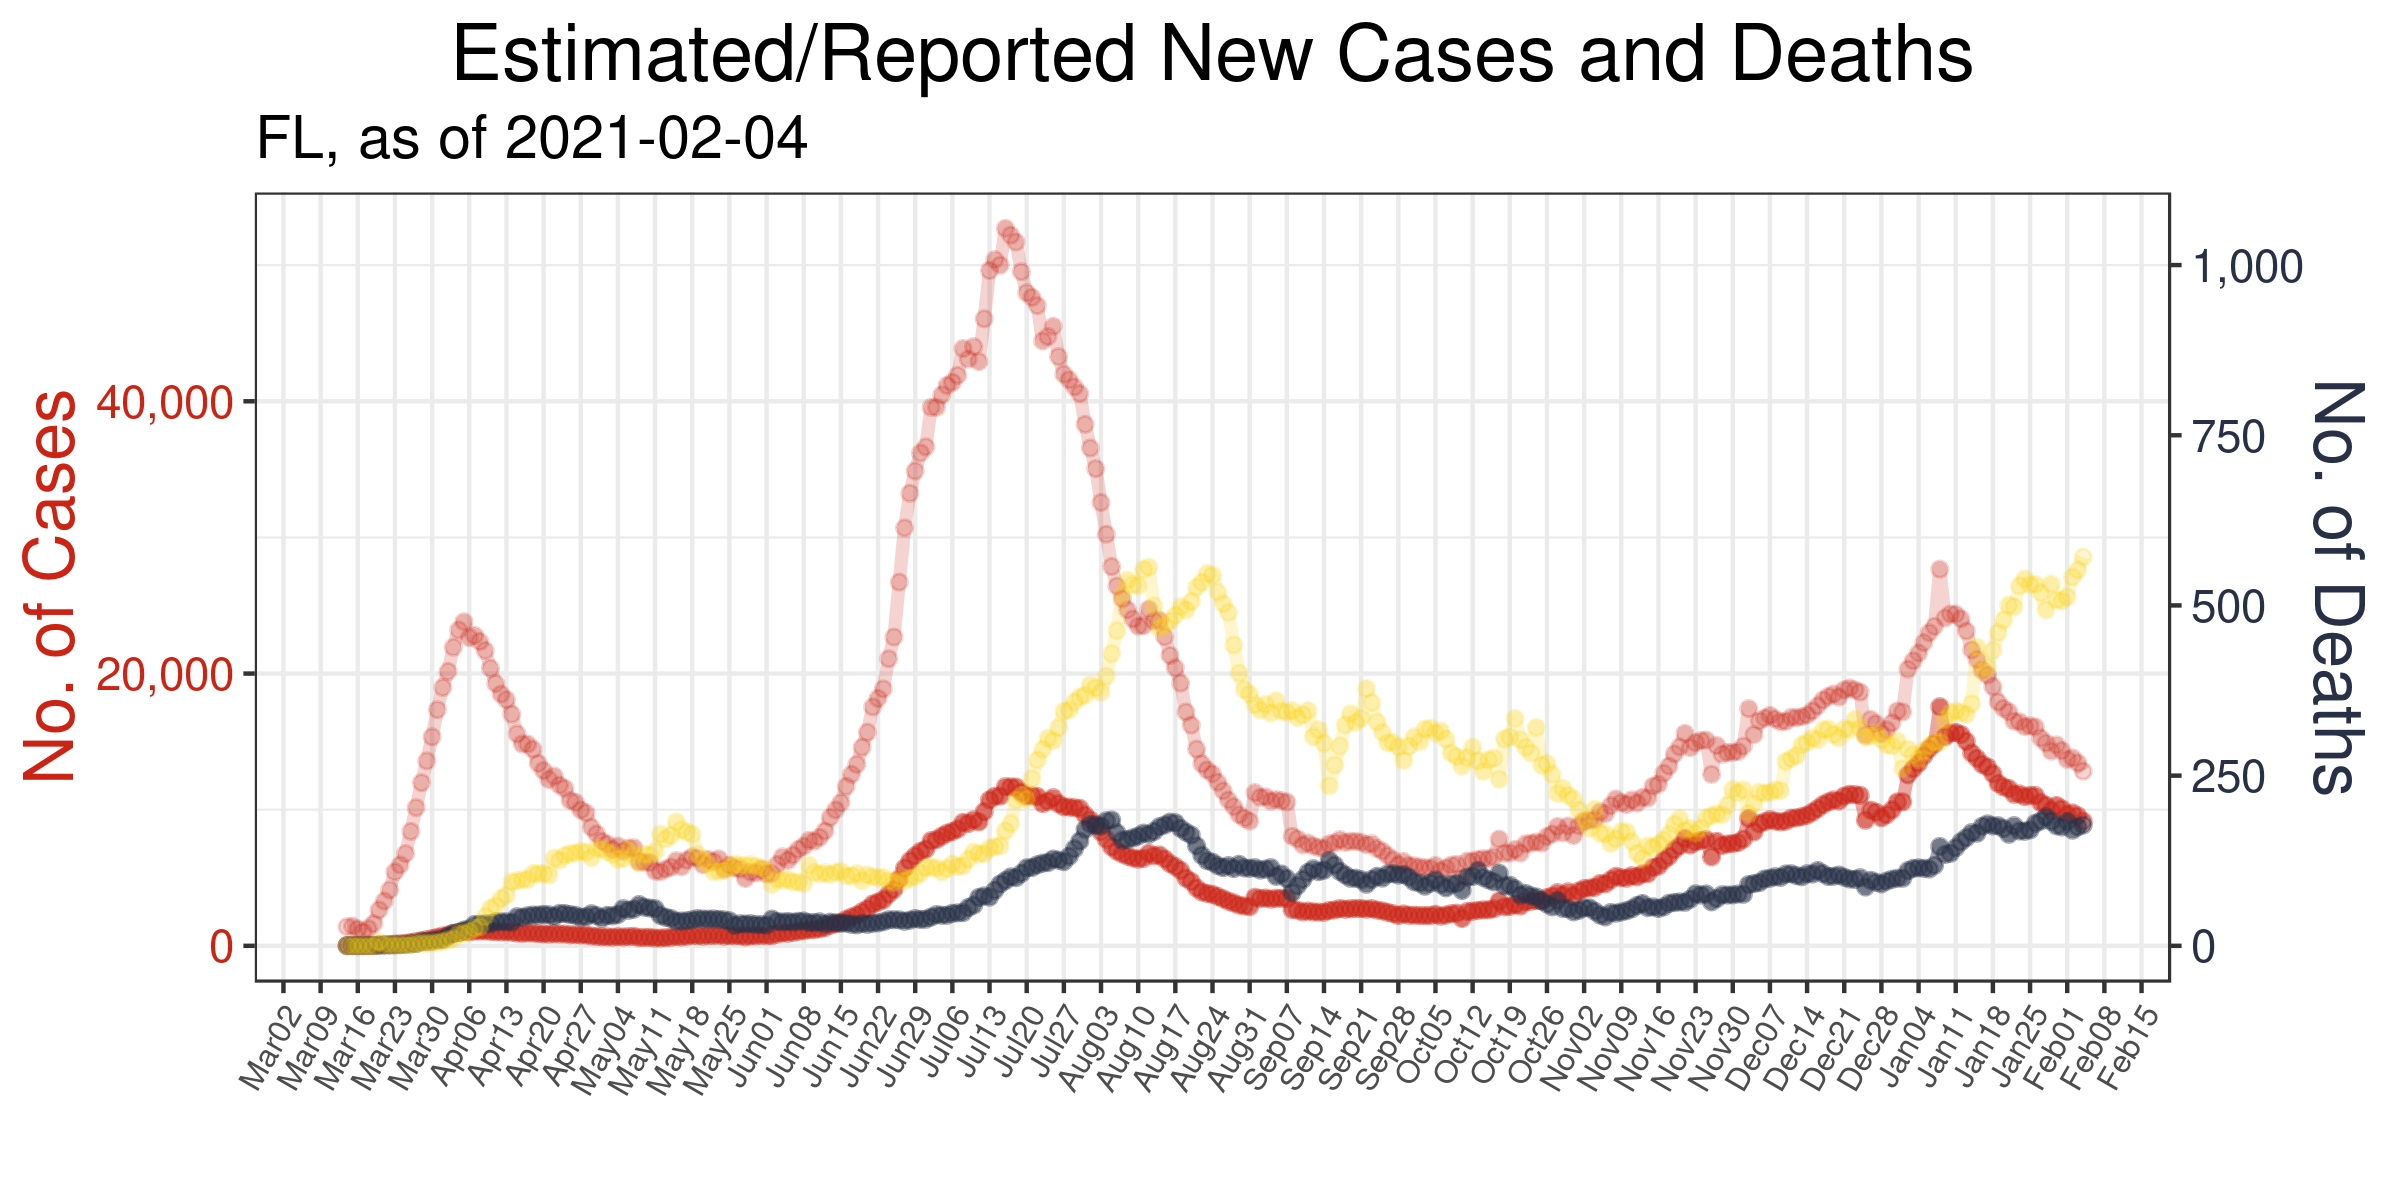 Estimated/Reported New Cases and Deaths
FL, as of 2021-02-04
No. of Cases
40,000
20,000
0
1,000
750
500
250
0
No. of Deaths
Mar02
Mar09
Mar16
Mar23
Mar30
Apr06
Apr13
Apr20
Apr27
May04
May11
May18
May25
Jun01
Jun08
Jun15
Jun22
Jun29
Jul06
Jul13
Jul20
Jul27
Aug03
Aug10
Aug17
Aug24
Aug31
Sep07
Sep14
Sep21
Sep28
Oct05
Oct12
Oct19
Oct26
Nov02
Nov09
Nov16
Nov23
Nov30
Dec07
Dec14
Dec21
Dec28
Jan04
Jan11
Jan18
Jan25
Feb01
Feb08
Feb15